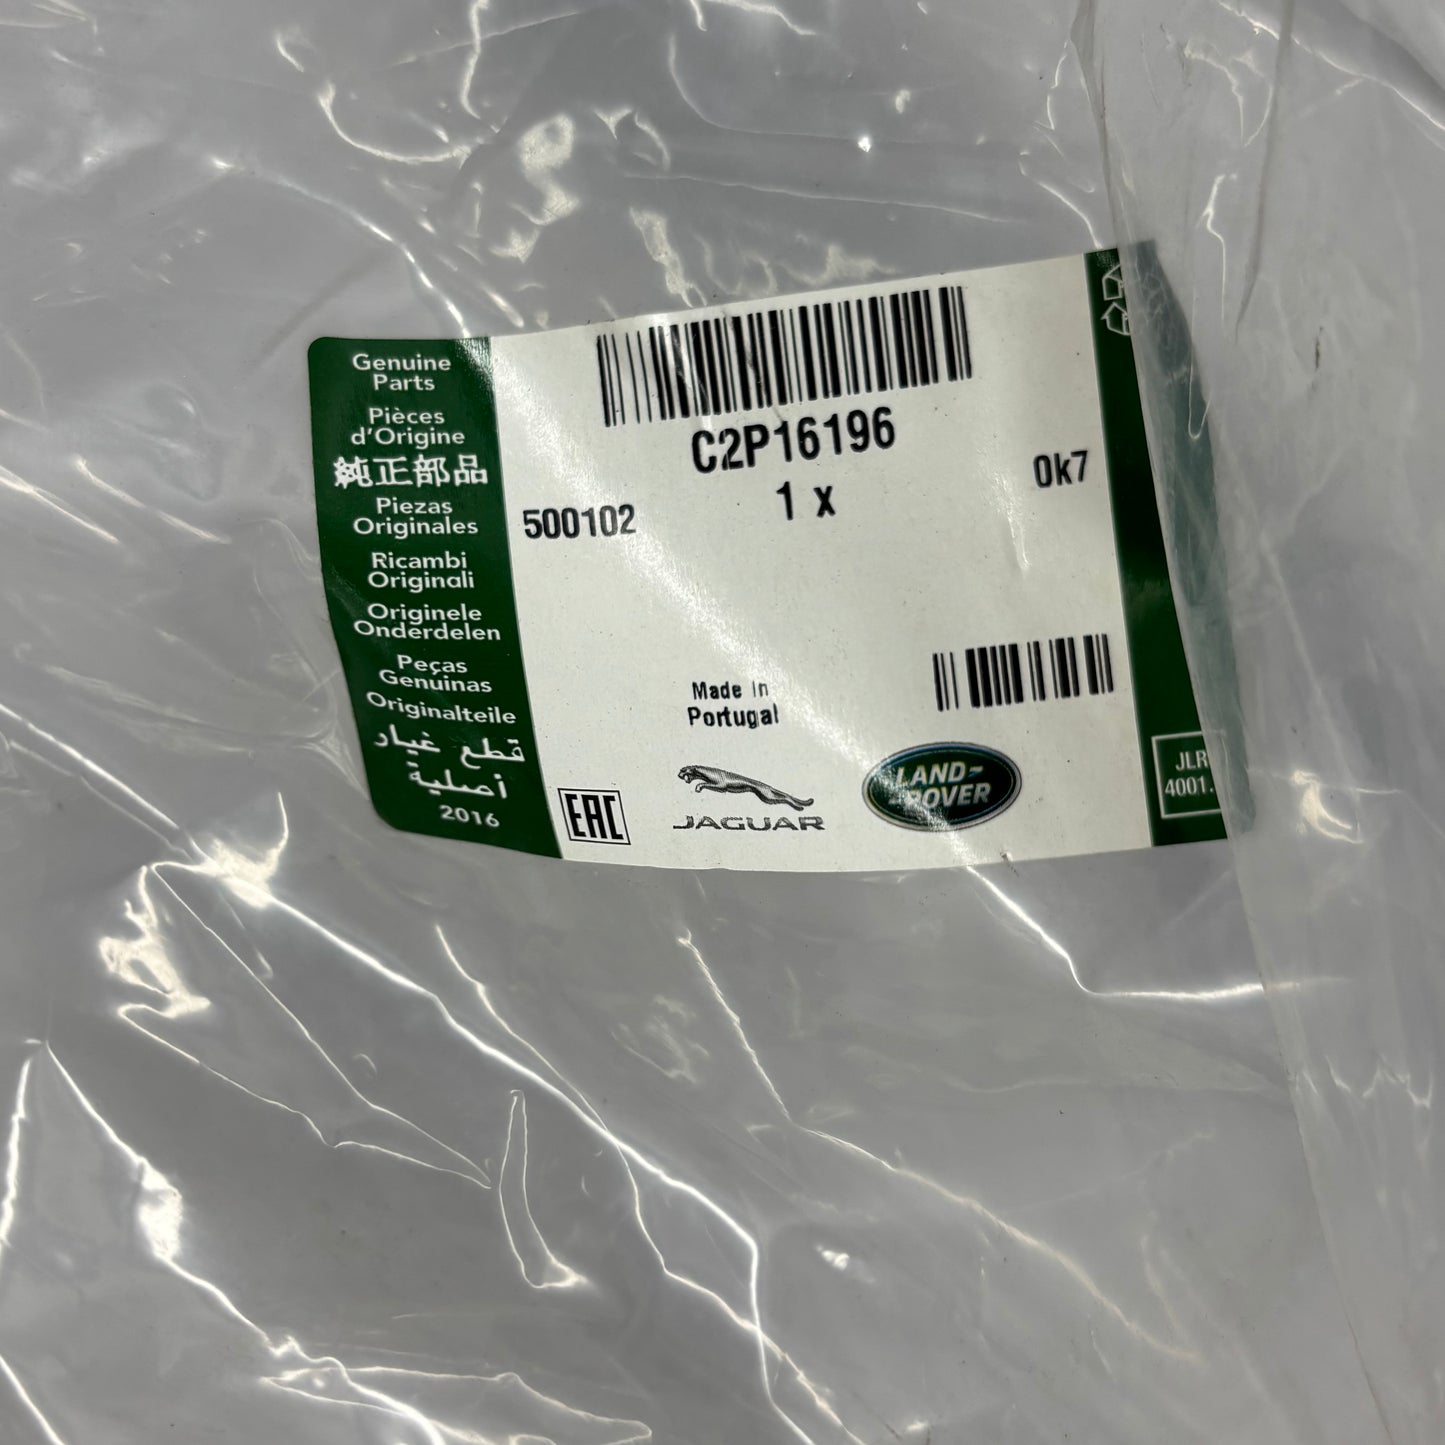 Genuine
Parts
Pièces
d'Origine
純正部品
Piezas
Originales
Ricambi
Originali
Originele
Onderdelen
Peças
Genuinas
Originalteile
قطع غيار
أصلية
2016
C2P16196
1 x
0k7
500102
Made in
Portugal
EAC
JAGUAR
LAND-
-ROVER
JLR
4001.